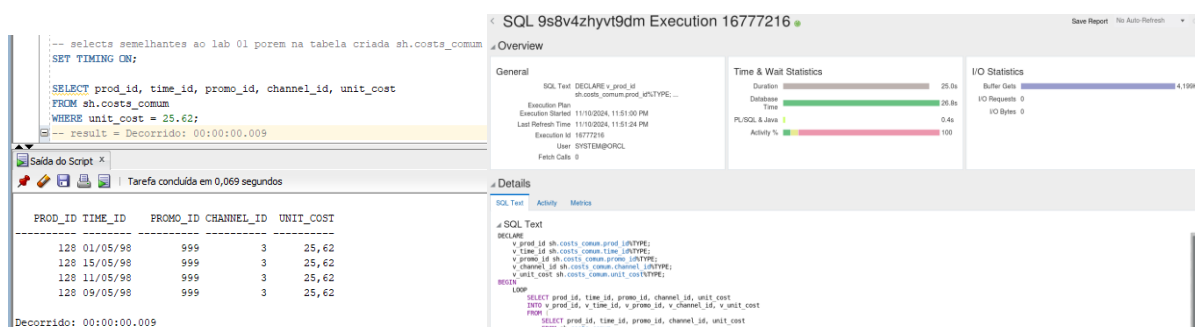 -- selects semelhantes ao lab 01 porem na tabela criada sh.costs_comum
SET TIMING ON;
SELECT prod_id, time_id, promo_id, channel_id, unit_cost
FROM sh.costs_comum
WHERE unit_cost = 25.62;
-- result = Decorrido: 00:00:00.009
Saída do Script ×
Tarefa concluída em 0,069 segundos
PROD_ID TIME_ID PROMO_ID CHANNEL_ID UNIT_COST
---------- -------- ---------- ---------- ----------
128 01/05/98 999 3 25,62
128 15/05/98 999 3 25,62
128 11/05/98 999 3 25,62
128 09/05/98 999 3 25,62
Decorrido: 00:00:00.009
SQL 9s8v4zhyvt9dm Execution 16777216
Save Report No Auto-Refresh
Overview
General
SQL Text DECLARE v_prod_id
sh.costs_comum.prod_id%TYPE; ...
Execution Plan
Execution Started 11/10/2024, 11:51:00 PM
Last Refresh Time 11/10/2024, 11:51:24 PM
Execution Id 16777216
User SYSTEM@ORCL
Fetch Calls 0
Time & Wait Statistics
Duration 25.0s
Database
Time 26.8s
PL/SQL & Java 0.4s
Activity % 100
I/O Statistics
Buffer Gets
I/O Requests 0
I/O Bytes 0
Details
SQL Text Activity Metrics
SQL Text
DECLARE
v_prod_id sh.costs_comum.prod_id%TYPE;
v_time_id sh.costs_comum.time_id%TYPE;
v_promo_id sh.costs_comum.promo_id%TYPE;
v_channel_id sh.costs_comum.channel_id%TYPE;
v_unit_cost sh.costs_comum.unit_cost%TYPE;
BEGIN
LOOP
SELECT prod_id, time_id, promo_id, channel_id, unit_cost
INTO v_prod_id, v_time_id, v_promo_id, v_channel_id, v_unit_cost
FROM (
SELECT prod_id, time_id, promo_id, channel_id, unit_cost